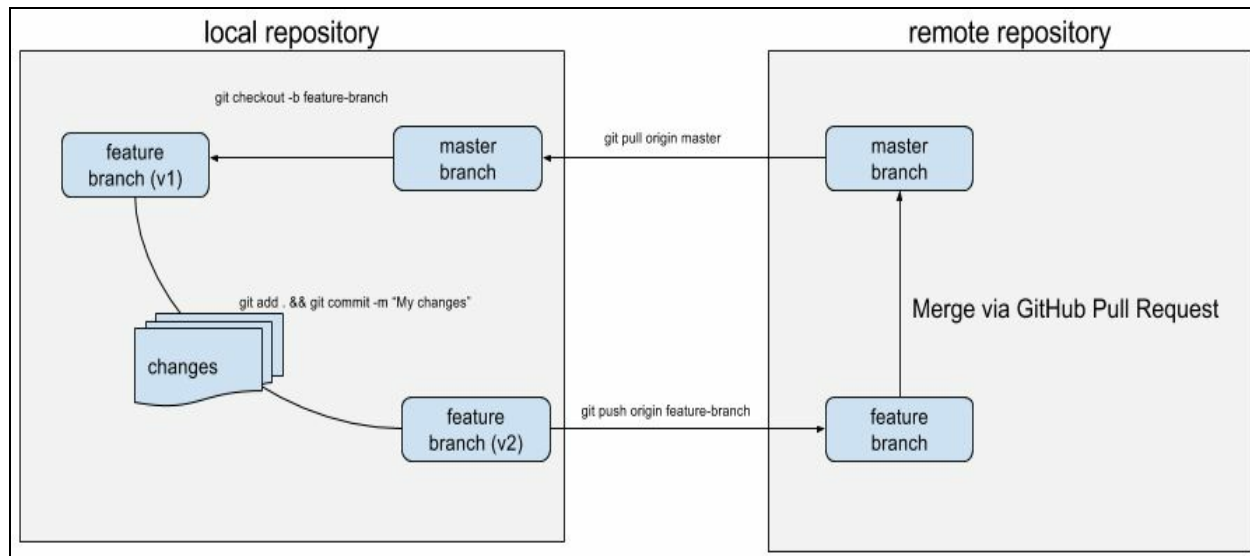 local repository
remote repository
git checkout -b feature-branch
git pull origin master
feature
branch (v1)
master
branch
master
branch
git add . && git commit -m “My changes”
Merge via GitHub Pull Request
changes
git push origin feature-branch
feature
branch (v2)
feature
branch